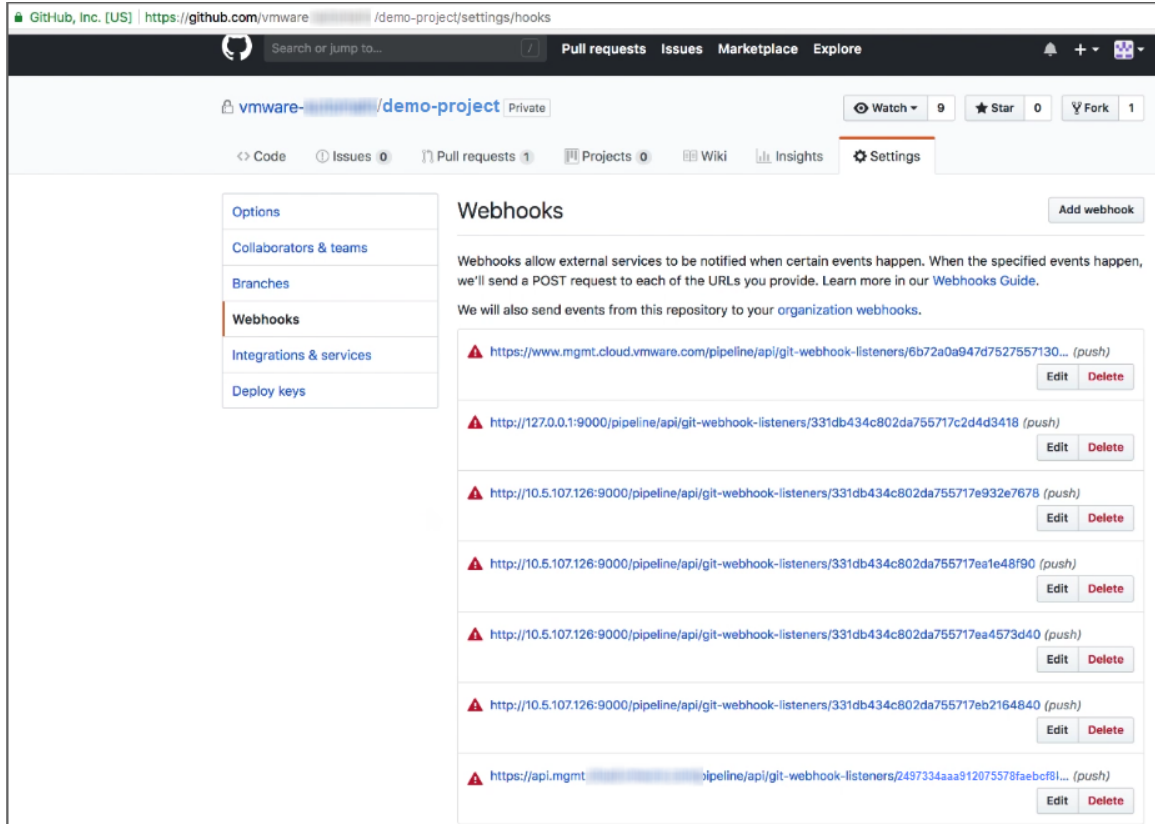 GitHub, Inc. [US] https://github.com/vmware /demo-project/settings/hooks
Search or jump to... / Pull requests Issues Marketplace Explore
vmware- /demo-project Private Watch 9 Star 0 Fork 1
<> Code Issues 0 Pull requests 1 Projects 0 Wiki Insights Settings
Options
Collaborators & teams
Branches
Webhooks
Integrations & services
Deploy keys
Webhooks Add webhook
Webhooks allow external services to be notified when certain events happen. When the specified events happen,
we'll send a POST request to each of the URLs you provide. Learn more in our Webhooks Guide.
We will also send events from this repository to your organization webhooks.
https://www.mgmt.cloud.vmware.com/pipeline/api/git-webhook-listeners/6b72a0a947d7527557130... (push)
Edit Delete
http://127.0.0.1:9000/pipeline/api/git-webhook-listeners/331db434c802da755717c2d4d3418 (push)
Edit Delete
http://10.5.107.126:9000/pipeline/api/git-webhook-listeners/331db434c802da755717e932e7678 (push)
Edit Delete
http://10.5.107.126:9000/pipeline/api/git-webhook-listeners/331db434c802da755717ea1e48f90 (push)
Edit Delete
http://10.5.107.126:9000/pipeline/api/git-webhook-listeners/331db434c802da755717ea4573d40 (push)
Edit Delete
http://10.5.107.126:9000/pipeline/api/git-webhook-listeners/331db434c802da755717eb2164840 (push)
Edit Delete
https://api.mgmt pipeline/api/git-webhook-listeners/2497334aaa912075578faebcf8l... (push)
Edit Delete